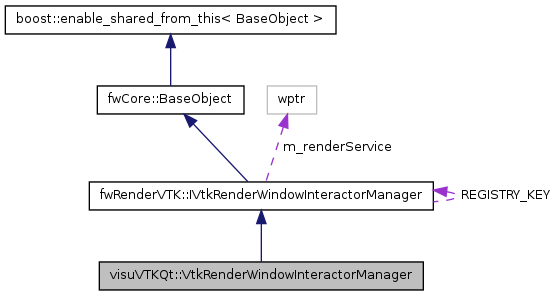 boost::enable_shared_from_this< BaseObject >
fwCore::BaseObject
wptr
m_renderService
fwRenderVTK::IVtkRenderWindowInteractorManager
REGISTRY_KEY
visuVTKQt::VtkRenderWindowInteractorManager